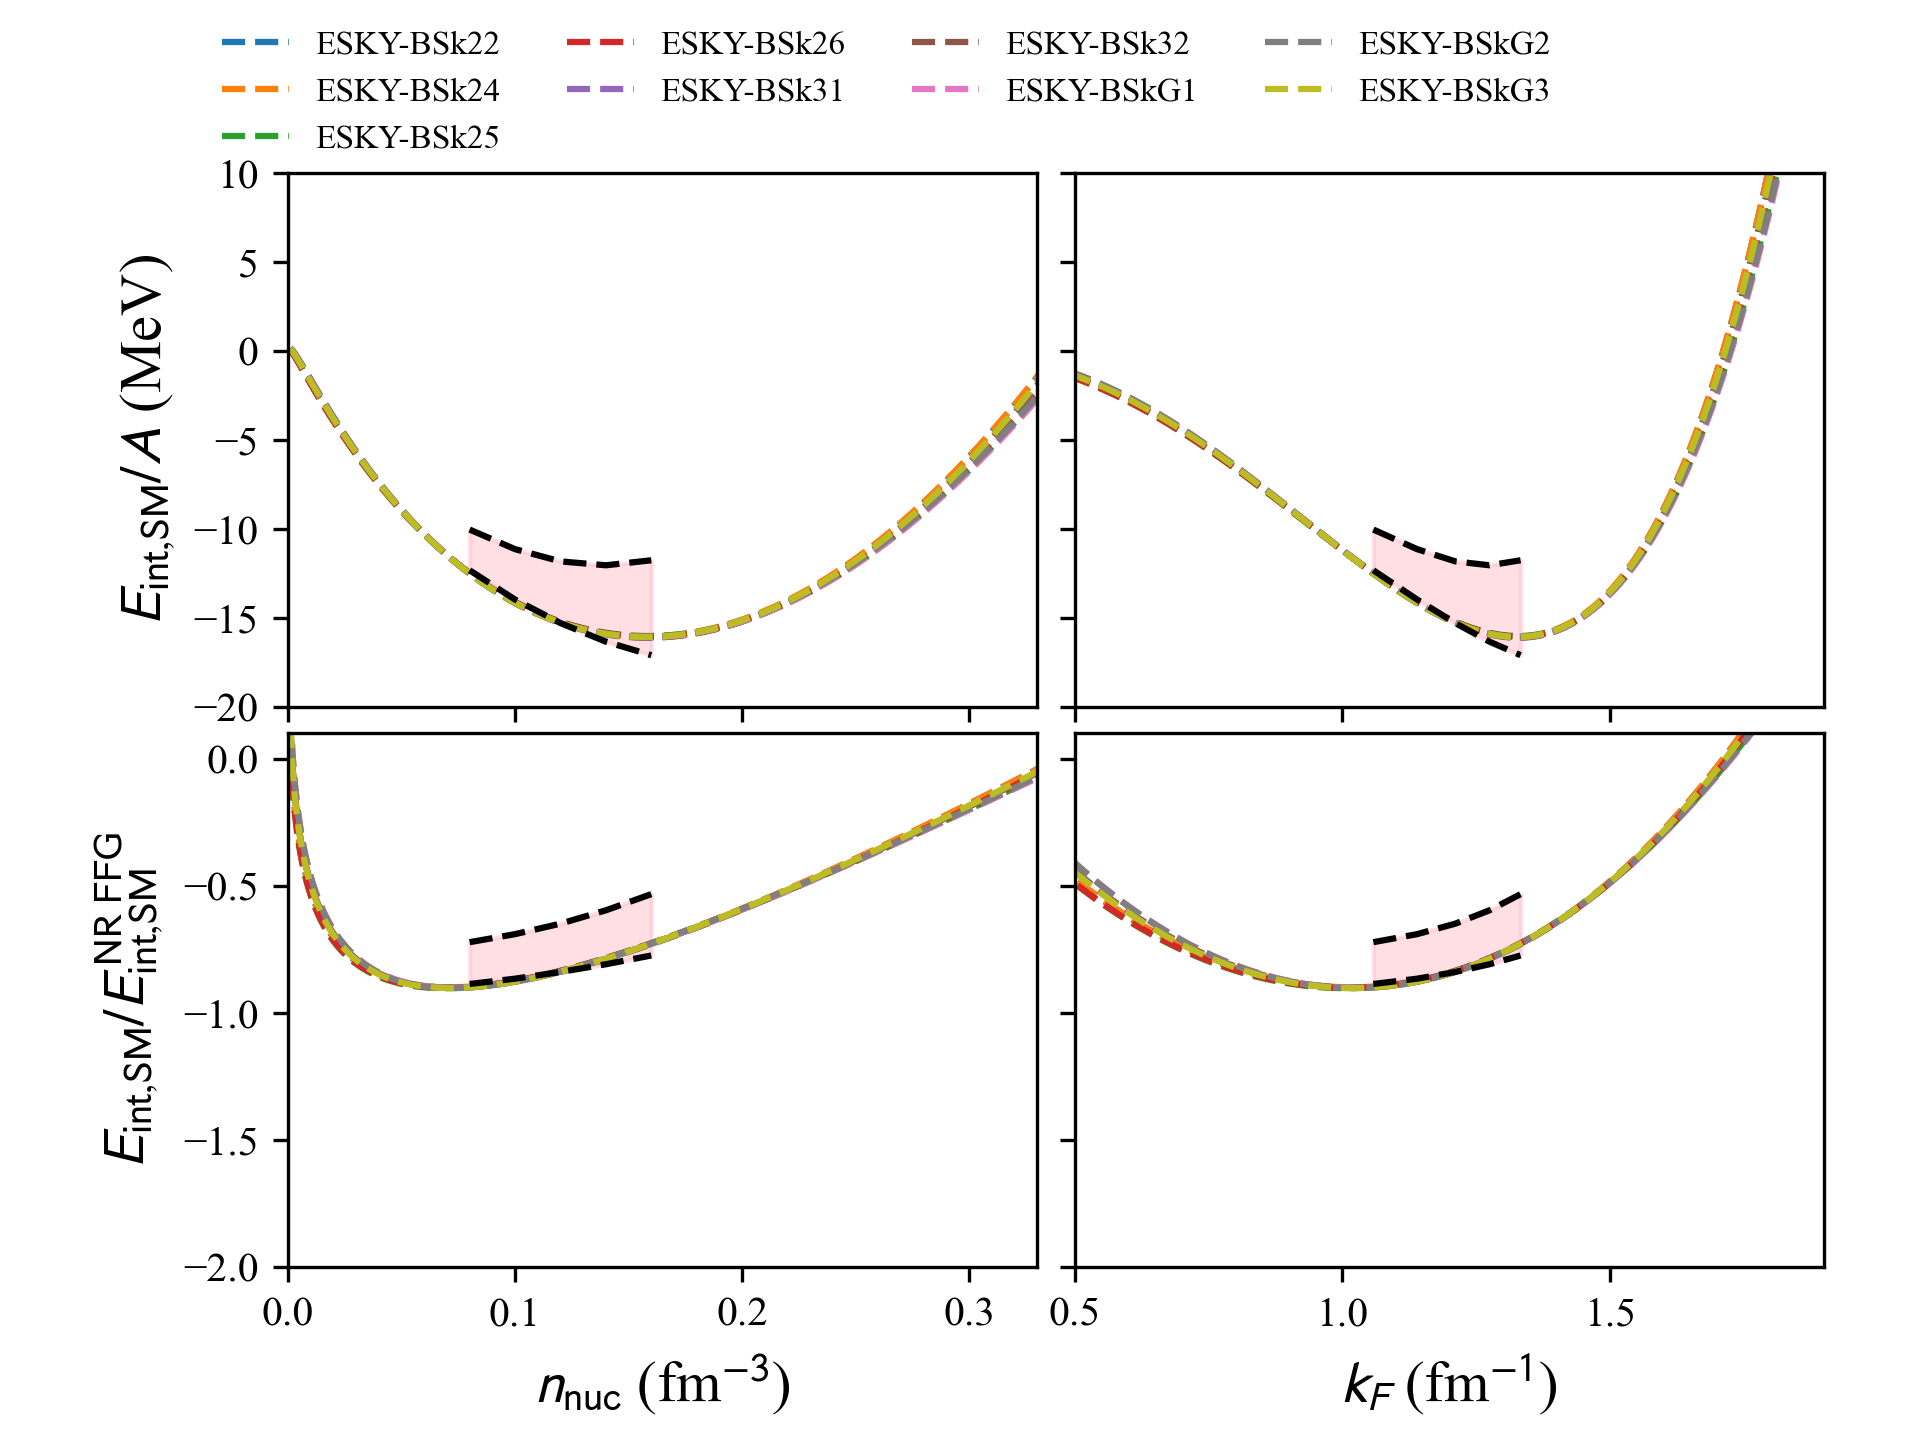 ESKY-BSk22 ESKY-BSk26 ESKY-BSk32 ESKY-BSkG2
ESKY-BSk24 ESKY-BSk31 ESKY-BSkG1 ESKY-BSkG3
ESKY-BSk25
E_int,SM/A (MeV)
10
5
0
−5
−10
−15
−20
E_int,SM/E_int,SM^NR FFG
0.0
−0.5
−1.0
−1.5
−2.0
0.0 0.1 0.2 0.3 0.5 1.0 1.5
n_nuc (fm⁻³) k_F (fm⁻¹)